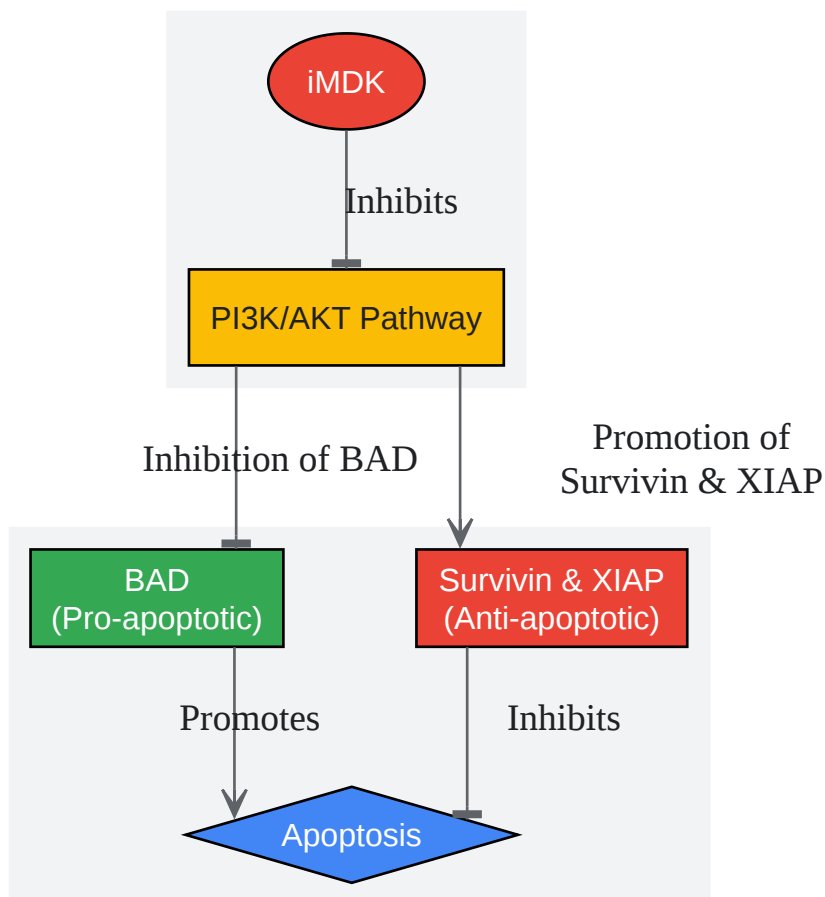 iMDK
Inhibits
PI3K/AKT Pathway
Promotion of
Survivin & XIAP
Inhibition of BAD
BAD
(Pro-apoptotic)
Survivin & XIAP
(Anti-apoptotic)
Promotes
Inhibits
Apoptosis